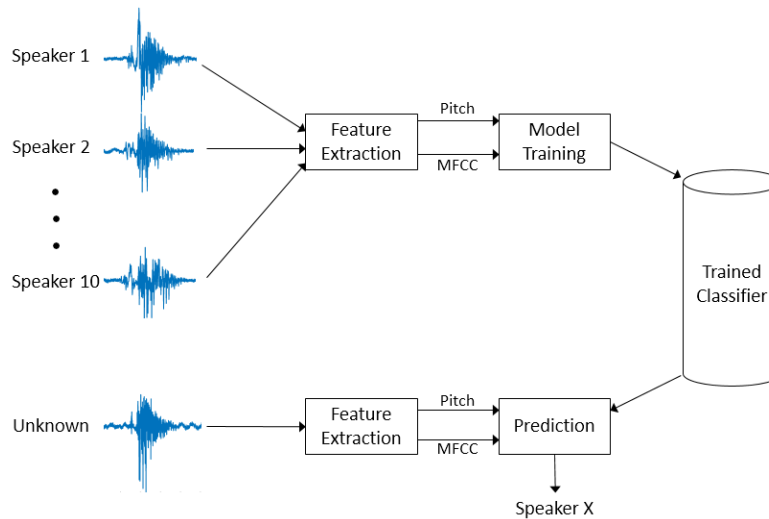 Speaker 1
Speaker 2
Speaker 10
Feature
Extraction
Pitch
MFCC
Model
Training
Trained
Classifier
Unknown
Feature
Extraction
Pitch
MFCC
Prediction
Speaker X